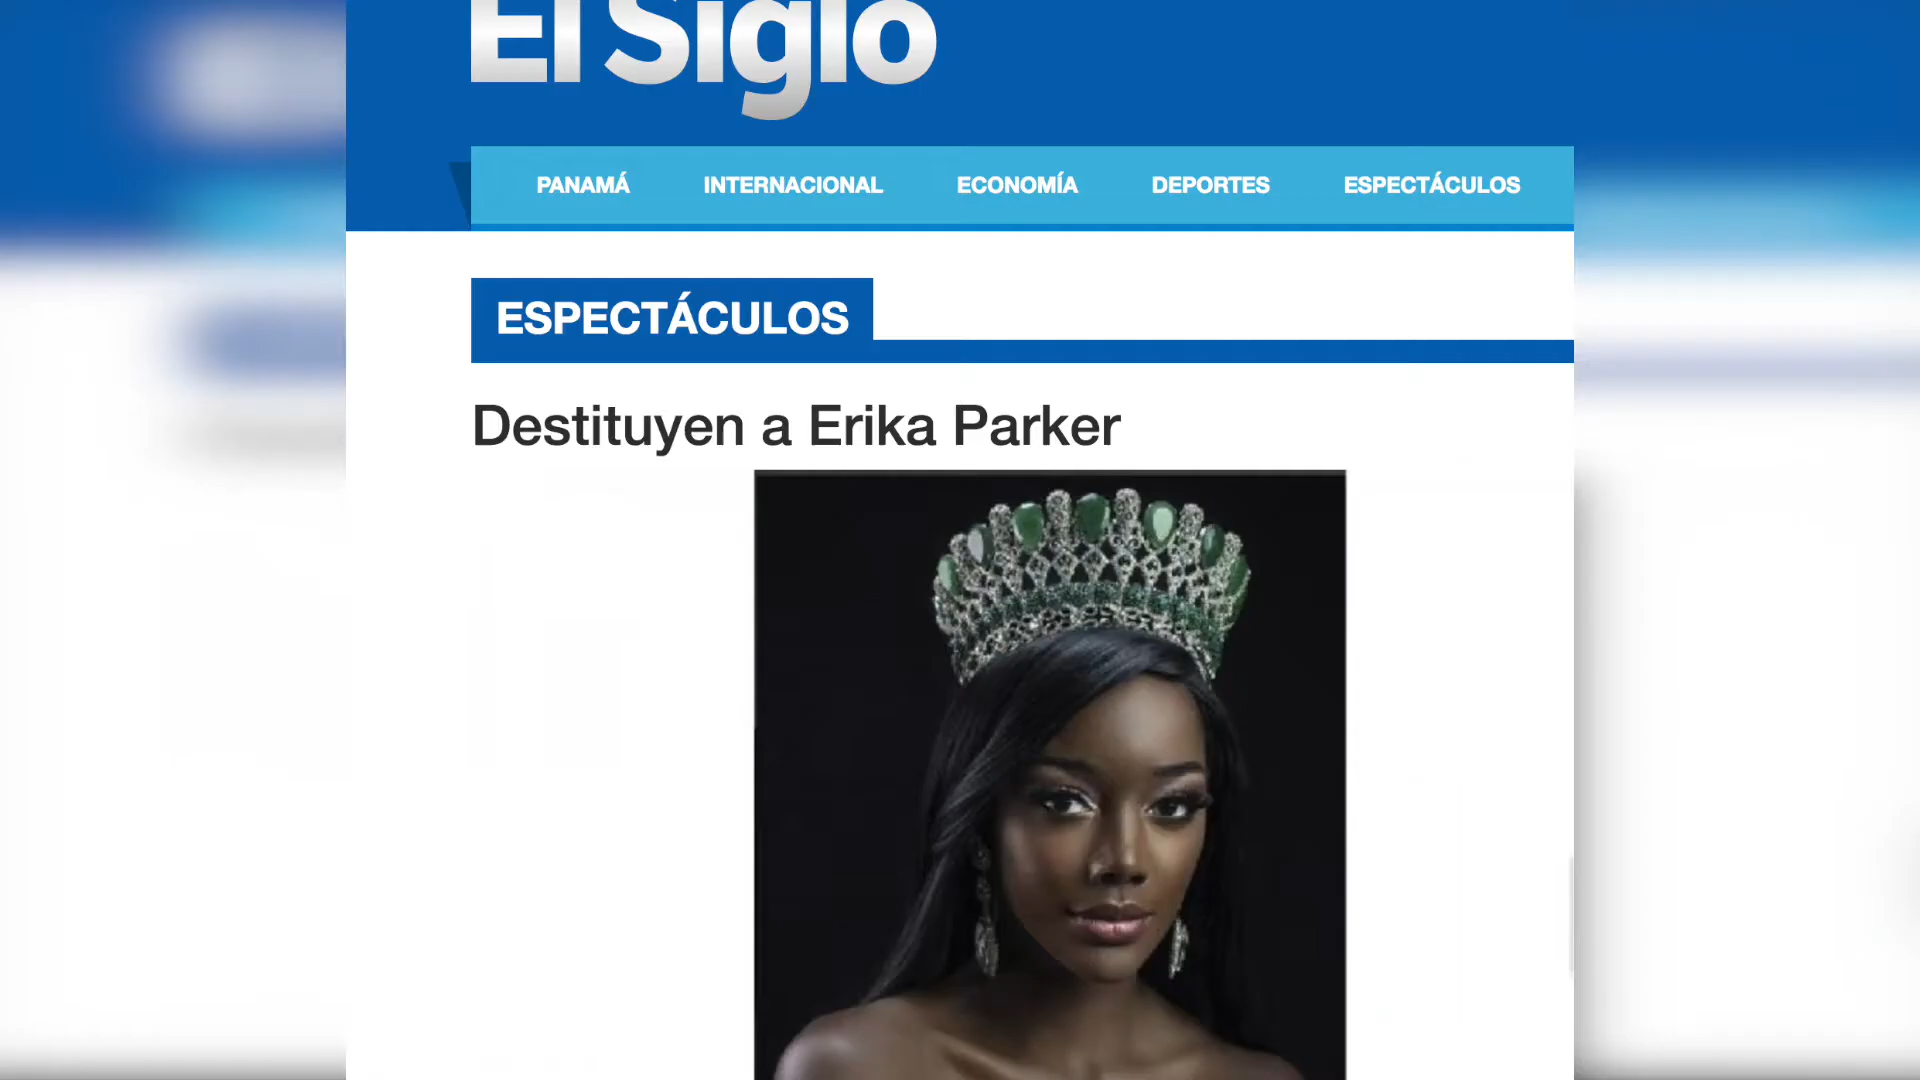 El Siglo
PANAMÁ INTERNACIONAL ECONOMÍA DEPORTES ESPECTÁCULOS
ESPECTÁCULOS
Destituyen a Erika Parker